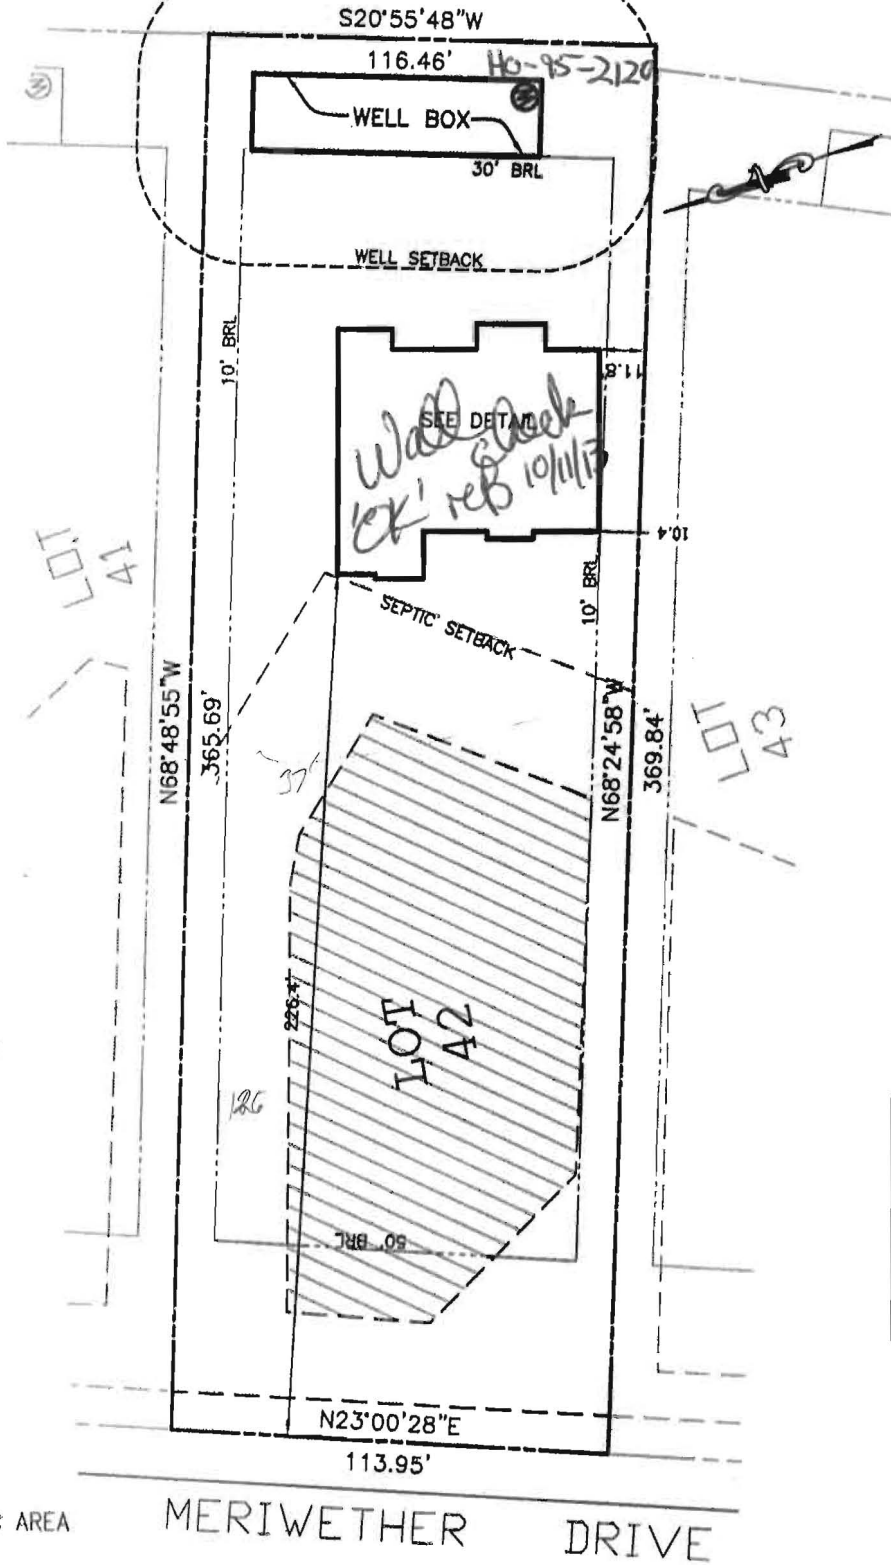 S20°55'48"W
116.46'
HO-95-2120
W
W
WELL BOX
30' BRL
N
WELL SETBACK
10' BRL
11.8
SEE DETAIL
Wall Check
'OK' reB 10/11/13
10.4
LOT
41
10' BRL
SEPTIC SETBACK
N68°48'55"W
365.69'
N68°24'58"W
369.84'
LOT
43
37'
226.4'
LOT
42
126
50' BRL
N23°00'28"E
113.95'
AREA
MERIWETHER DRIVE